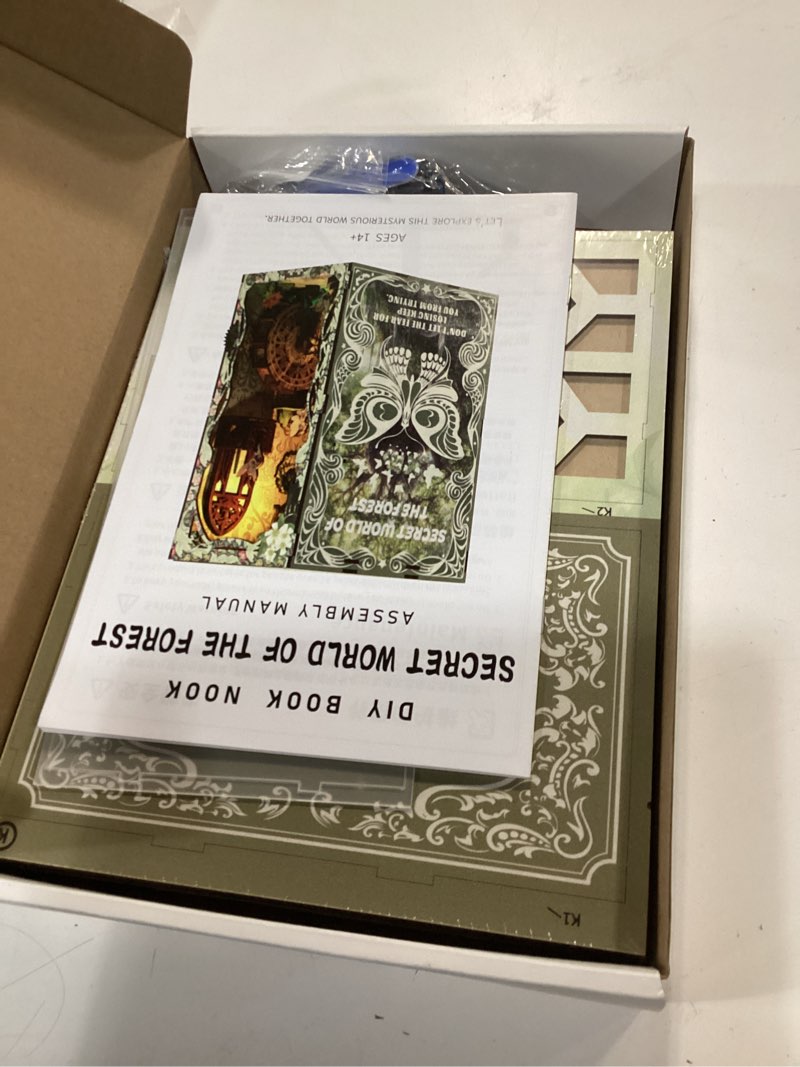 DIY BOOK NOOK
SECRET WORLD OF THE FOREST
ASSEMBLY MANUAL
SECRET WORLD OF
THE FOREST
DON'T LET THE FEAR FOR
LOSING KEEP
YOU FROM TRYING.
AGES 14+
LET'S EXPLORE THIS MYSTERIOUS WORLD TOGETHER.
K2
K1
K